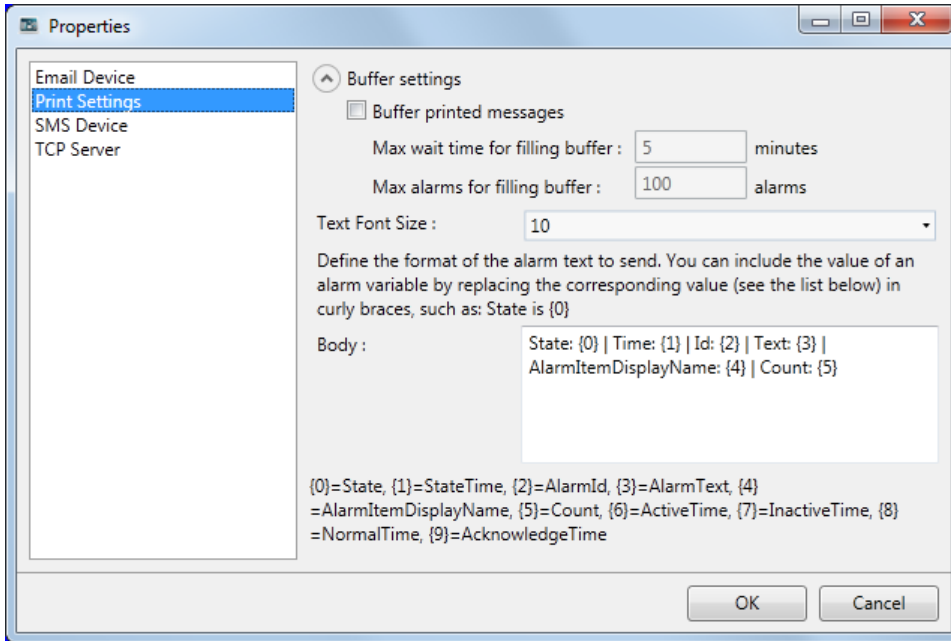 Properties
Email Device
Print Settings
SMS Device
TCP Server
Buffer settings
Buffer printed messages
Max wait time for filling buffer : 5 minutes
Max alarms for filling buffer : 100 alarms
Text Font Size : 10
Define the format of the alarm text to send. You can include the value of an
alarm variable by replacing the corresponding value (see the list below) in
curly braces, such as: State is {0}
Body :
State: {0} | Time: {1} | Id: {2} | Text: {3} |
AlarmItemDisplayName: {4} | Count: {5}
{0}=State, {1}=StateTime, {2}=AlarmId, {3}=AlarmText, {4}
=AlarmItemDisplayName, {5}=Count, {6}=ActiveTime, {7}=InactiveTime, {8}
=NormalTime, {9}=AcknowledgeTime
OK Cancel